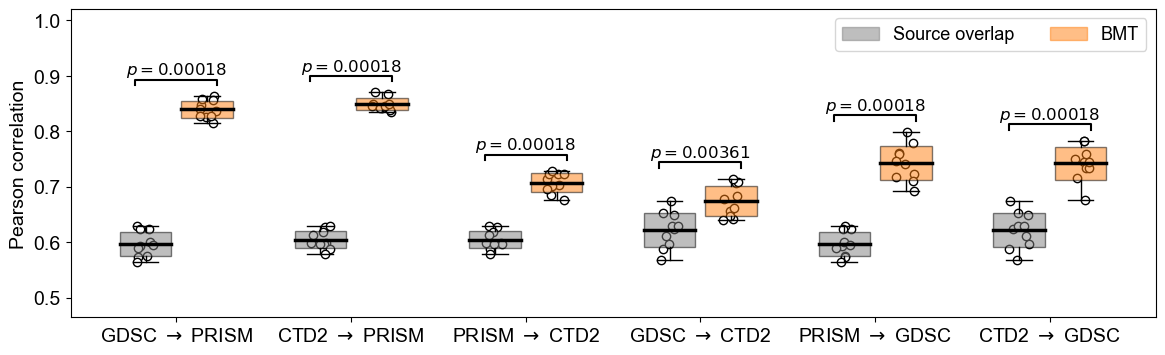 Source overlap
BMT
Pearson correlation
1.0
0.9
0.8
0.7
0.6
0.5
p = 0.00018
p = 0.00018
p = 0.00018
p = 0.00361
p = 0.00018
p = 0.00018
GDSC → PRISM
CTD2 → PRISM
PRISM → CTD2
GDSC → CTD2
PRISM → GDSC
CTD2 → GDSC